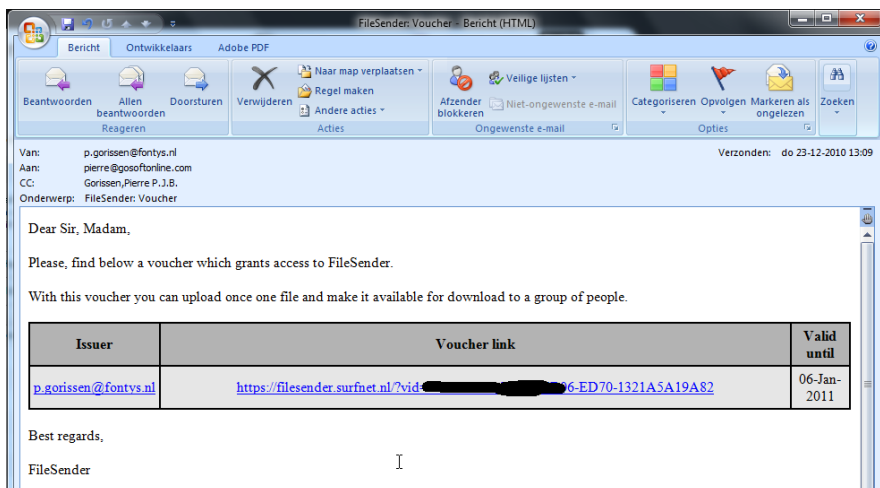 FileSender: Voucher - Bericht (HTML)
Bericht Ontwikkelaars Adobe PDF
Beantwoorden Allen beantwoorden Doorsturen
Reageren
Verwijderen Naar map verplaatsen
Regel maken
Andere acties
Acties
Afzender blokkeren Veilige lijsten
Niet-ongewenste e-mail
Ongewenste e-mail
Categoriseren Opvolgen Markeren als ongelezen
Opties
Zoeken
Van: p.gorissen@fontys.nl Verzonden: do 23-12-2010 13:09
Aan: pierre@gosoftonline.com
CC: Gorissen,Pierre P.J.B.
Onderwerp: FileSender: Voucher
Dear Sir, Madam,
Please, find below a voucher which grants access to FileSender.
With this voucher you can upload once one file and make it available for download to a group of people.
Issuer Voucher link Valid until
p.gorissen@fontys.nl https://filesender.surfnet.nl/?vid= 06-ED70-1321A5A19A82 06-Jan-2011
Best regards,
FileSender